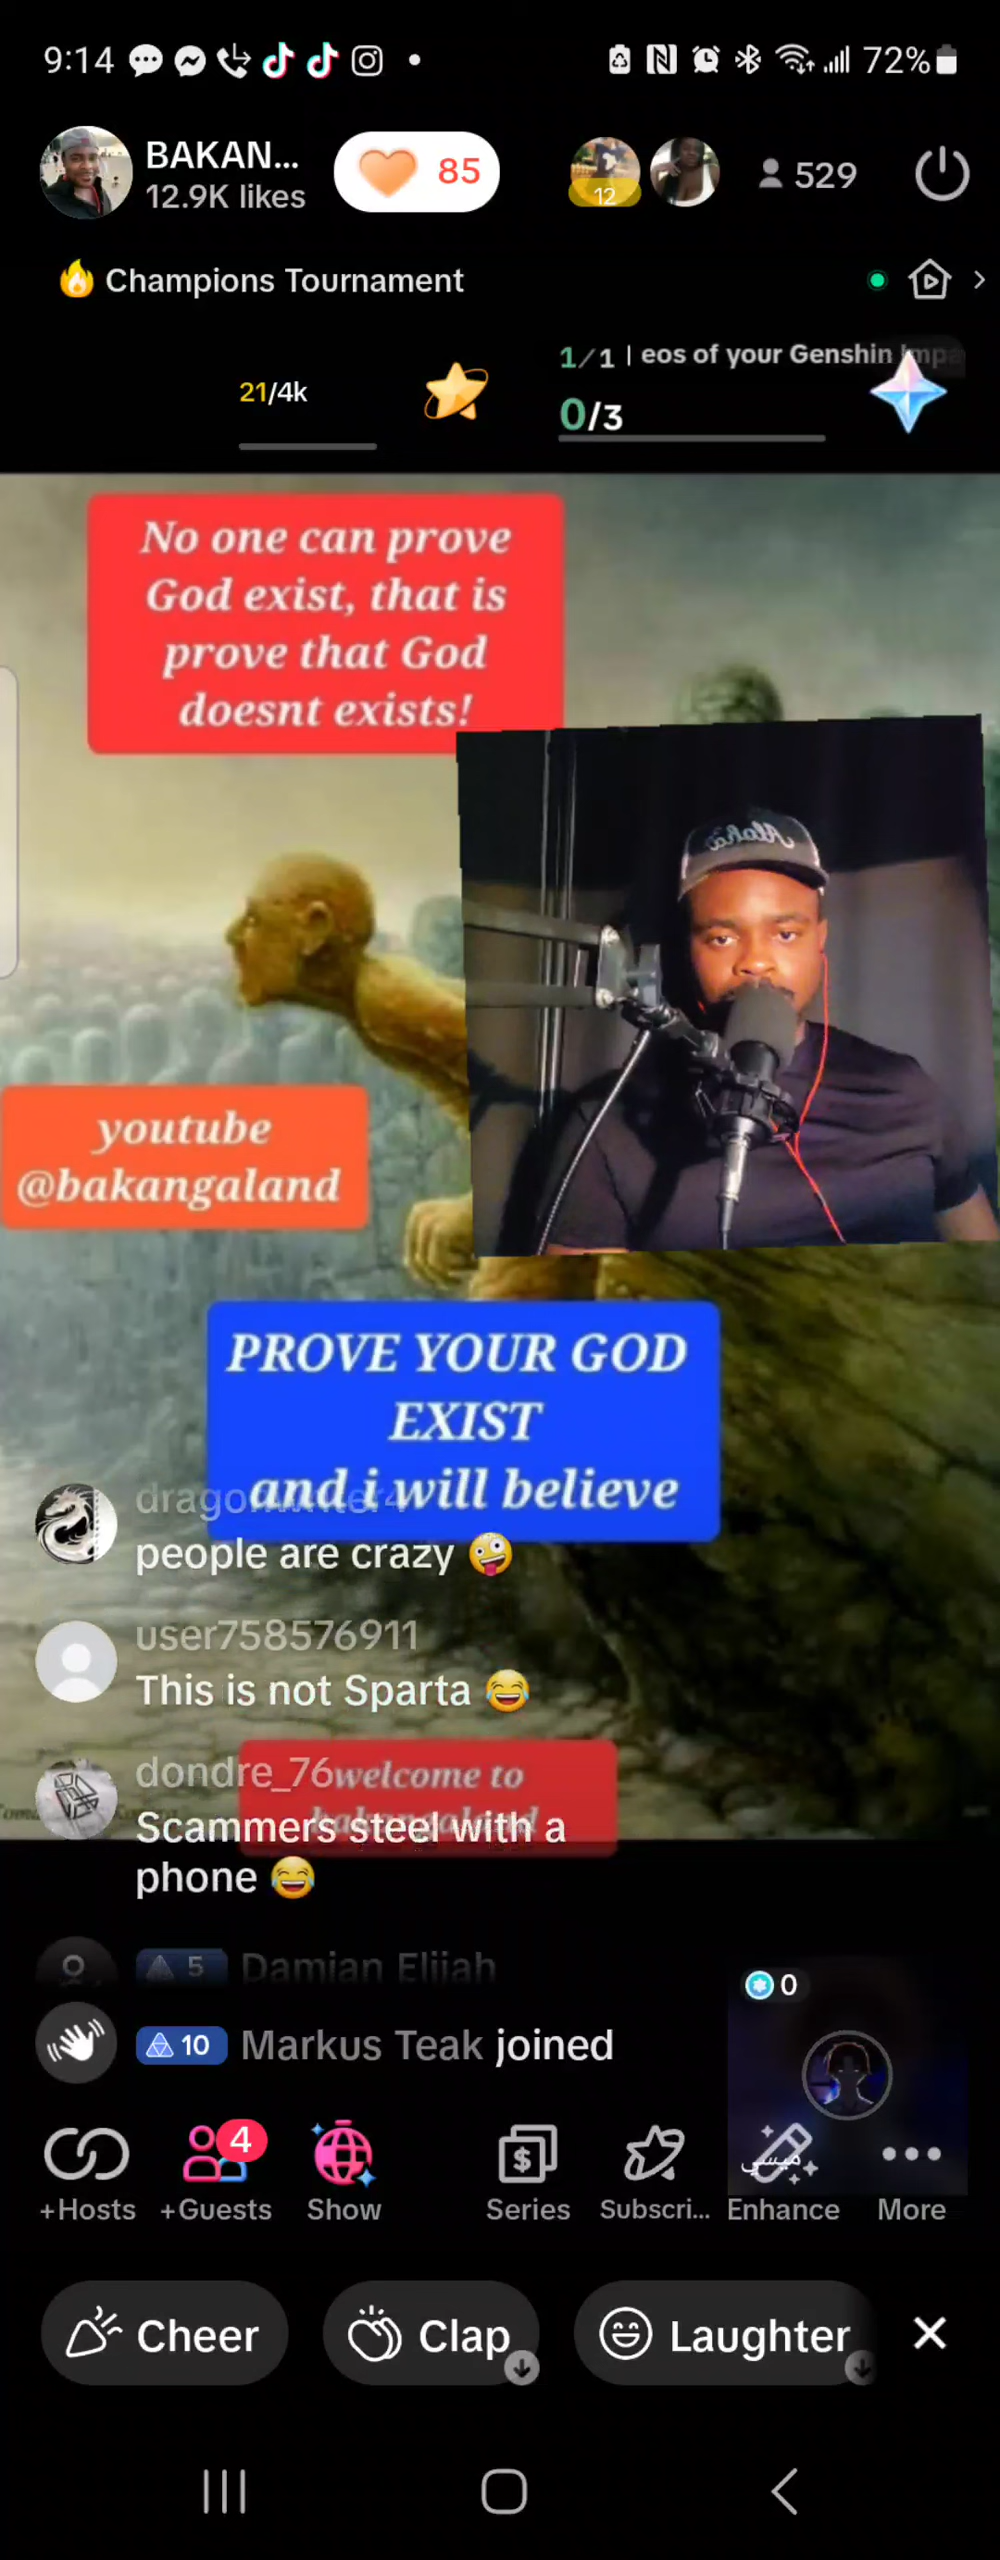 9:14
72%
BAKAN...
12.9K likes
85
12
529
Champions Tournament
21/4k
1/1 | eos of your Genshin Impa
0/3
No one can prove
God exist, that is
prove that God
doesnt exists!
Aloha
youtube
@bakangaland
PROVE YOUR GOD
EXIST
and i will believe
people are crazy 🤪
user758576911
This is not Sparta 😂
dondre_76
welcome to
bakangaland
Scammers steel with a
phone 😂
5 Damian Elijah
10 Markus Teak joined
0
4
ميسي
+Hosts
+Guests
Show
$
Series
Subscri...
Enhance
More
Cheer
Clap
Laughter